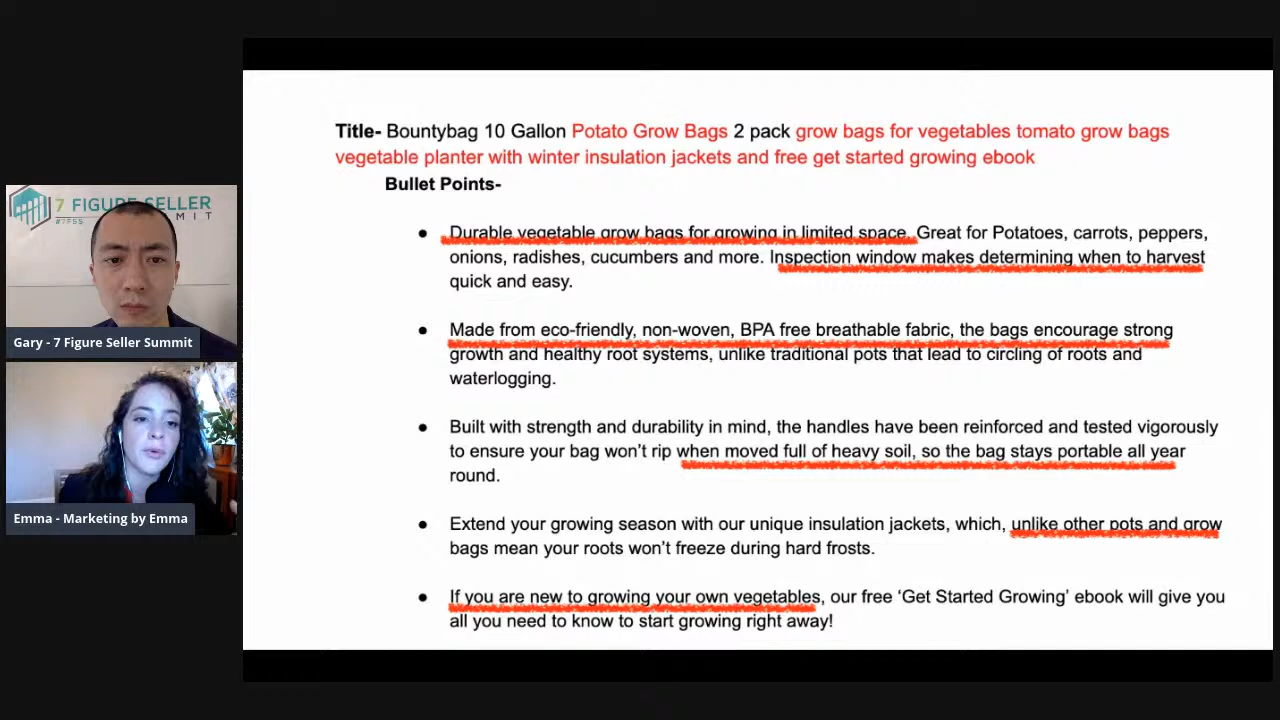 Title- Bountybag 10 Gallon Potato Grow Bags 2 pack grow bags for vegetables tomato grow bags
vegetable planter with winter insulation jackets and free get started growing ebook
Bullet Points-
● Durable vegetable grow bags for growing in limited space. Great for Potatoes, carrots, peppers,
onions, radishes, cucumbers and more. Inspection window makes determining when to harvest
quick and easy.
● Made from eco-friendly, non-woven, BPA free breathable fabric, the bags encourage strong
growth and healthy root systems, unlike traditional pots that lead to circling of roots and
waterlogging.
● Built with strength and durability in mind, the handles have been reinforced and tested vigorously
to ensure your bag won't rip when moved full of heavy soil, so the bag stays portable all year
round.
● Extend your growing season with our unique insulation jackets, which, unlike other pots and grow
bags mean your roots won't freeze during hard frosts.
● If you are new to growing your own vegetables, our free 'Get Started Growing' ebook will give you
all you need to know to start growing right away!
7 FIGURE SELLER
#7FSS
MIT
Gary - 7 Figure Seller Summit
Emma - Marketing by Emma